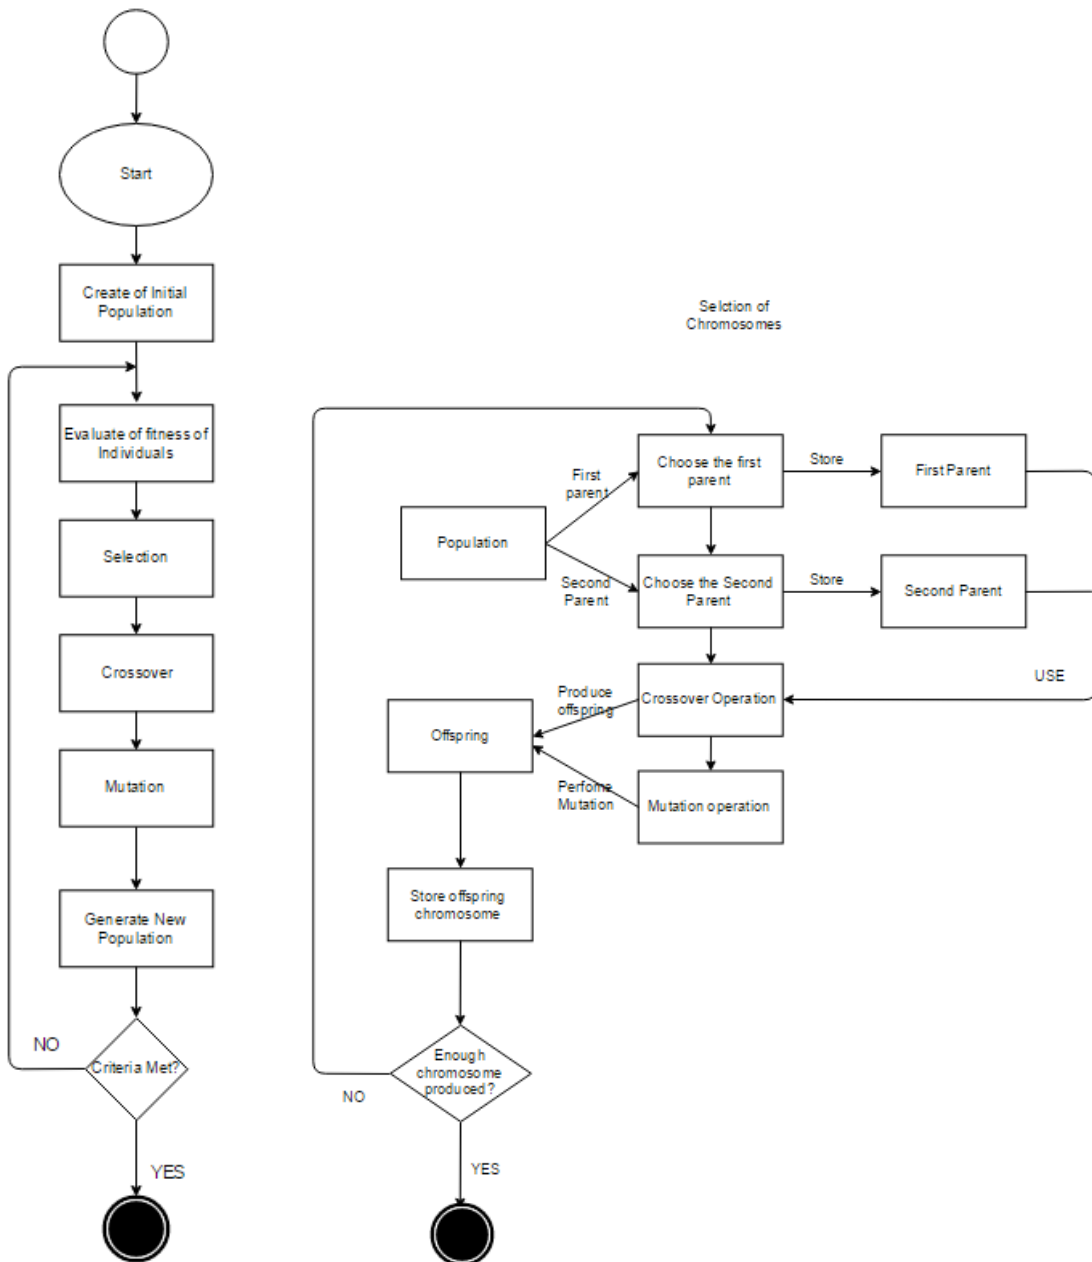 Start
Create of Initial
Population
Evaluate of fitness of
Individuals
Selection
Crossover
Mutation
Generate New
Population
NO
Criteria Met?
YES
Selction of
Chromosomes
Choose the first
parent
Store
First Parent
First
parent
Population
Second
Parent
Choose the Second
Parent
Store
Second Parent
USE
Produce
offspring
Crossover Operation
Offspring
Perfome
Mutation
Mutation operation
Store offspring
chromosome
Enough
chromosome
produced?
NO
YES